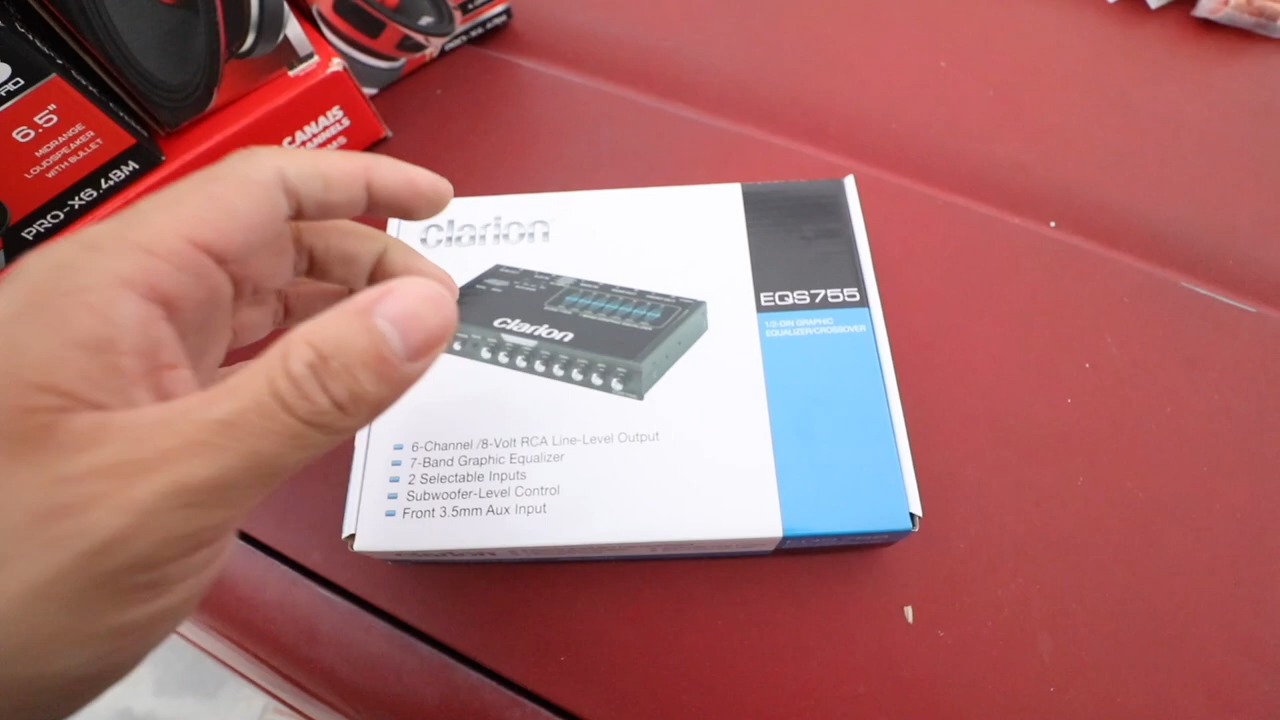 6.5"
MIDRANGE
LOUDSPEAKER
WITH BULLET
PRO-X6.4BM
CANAIS
clarion
clarion
EQS755
1/2-DIN GRAPHIC
EQUALIZER/CROSSOVER
6-Channel /8-Volt RCA Line-Level Output
7-Band Graphic Equalizer
2 Selectable Inputs
Subwoofer-Level Control
Front 3.5mm Aux Input
clarion